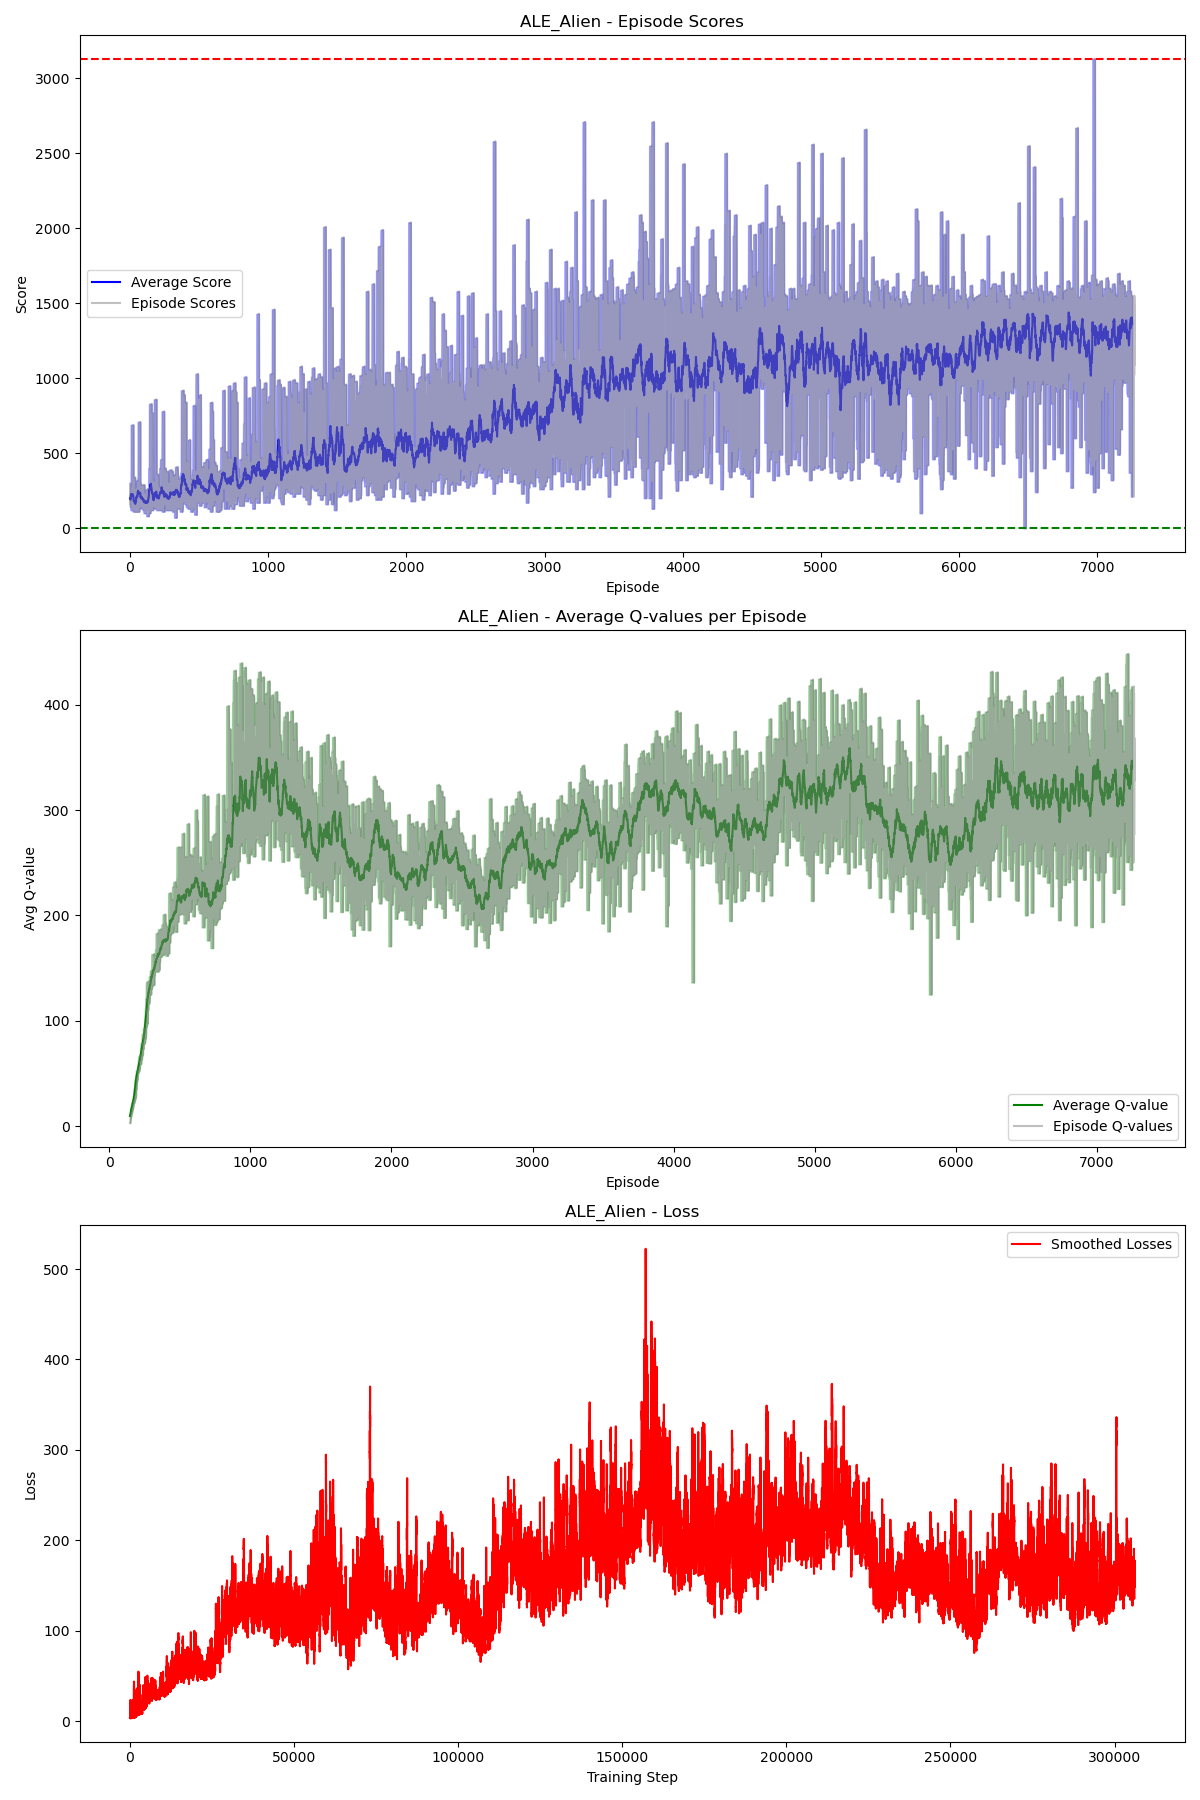 ALE_Alien - Episode Scores
3000
2500
2000
1500
1000
500
0
Score
Average Score
Episode Scores
0 1000 2000 3000 4000 5000 6000 7000
Episode
ALE_Alien - Average Q-values per Episode
400
300
200
100
0
Avg Q-value
Average Q-value
Episode Q-values
0 1000 2000 3000 4000 5000 6000 7000
Episode
ALE_Alien - Loss
Smoothed Losses
500
400
300
200
100
0
Loss
0 50000 100000 150000 200000 250000 300000
Training Step